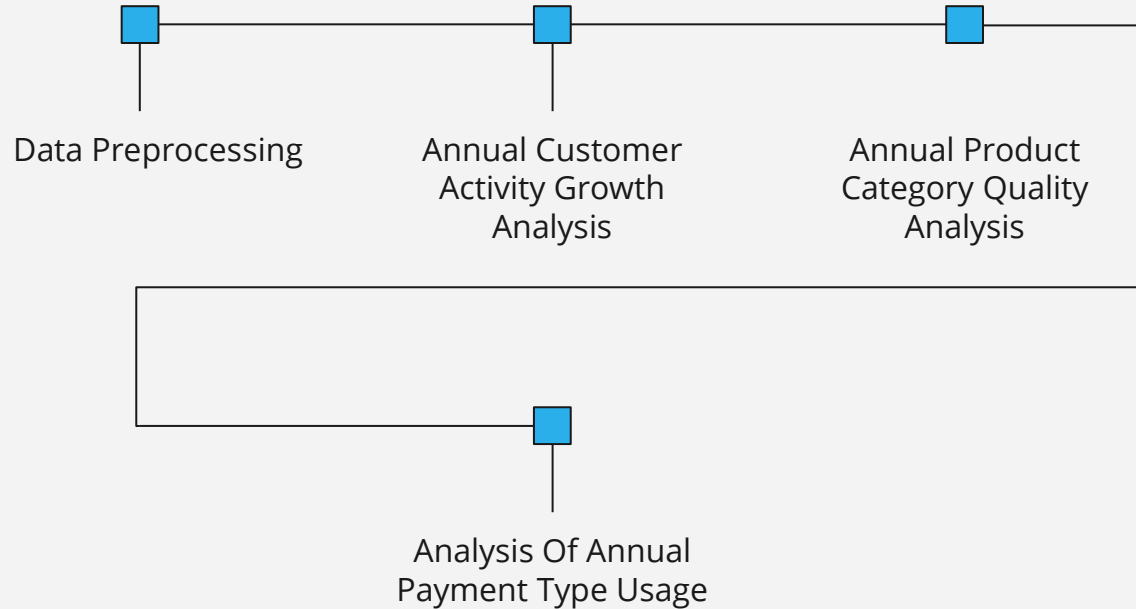 Data Preprocessing
Annual Customer
Activity Growth
Analysis
Annual Product
Category Quality
Analysis
Analysis Of Annual
Payment Type Usage